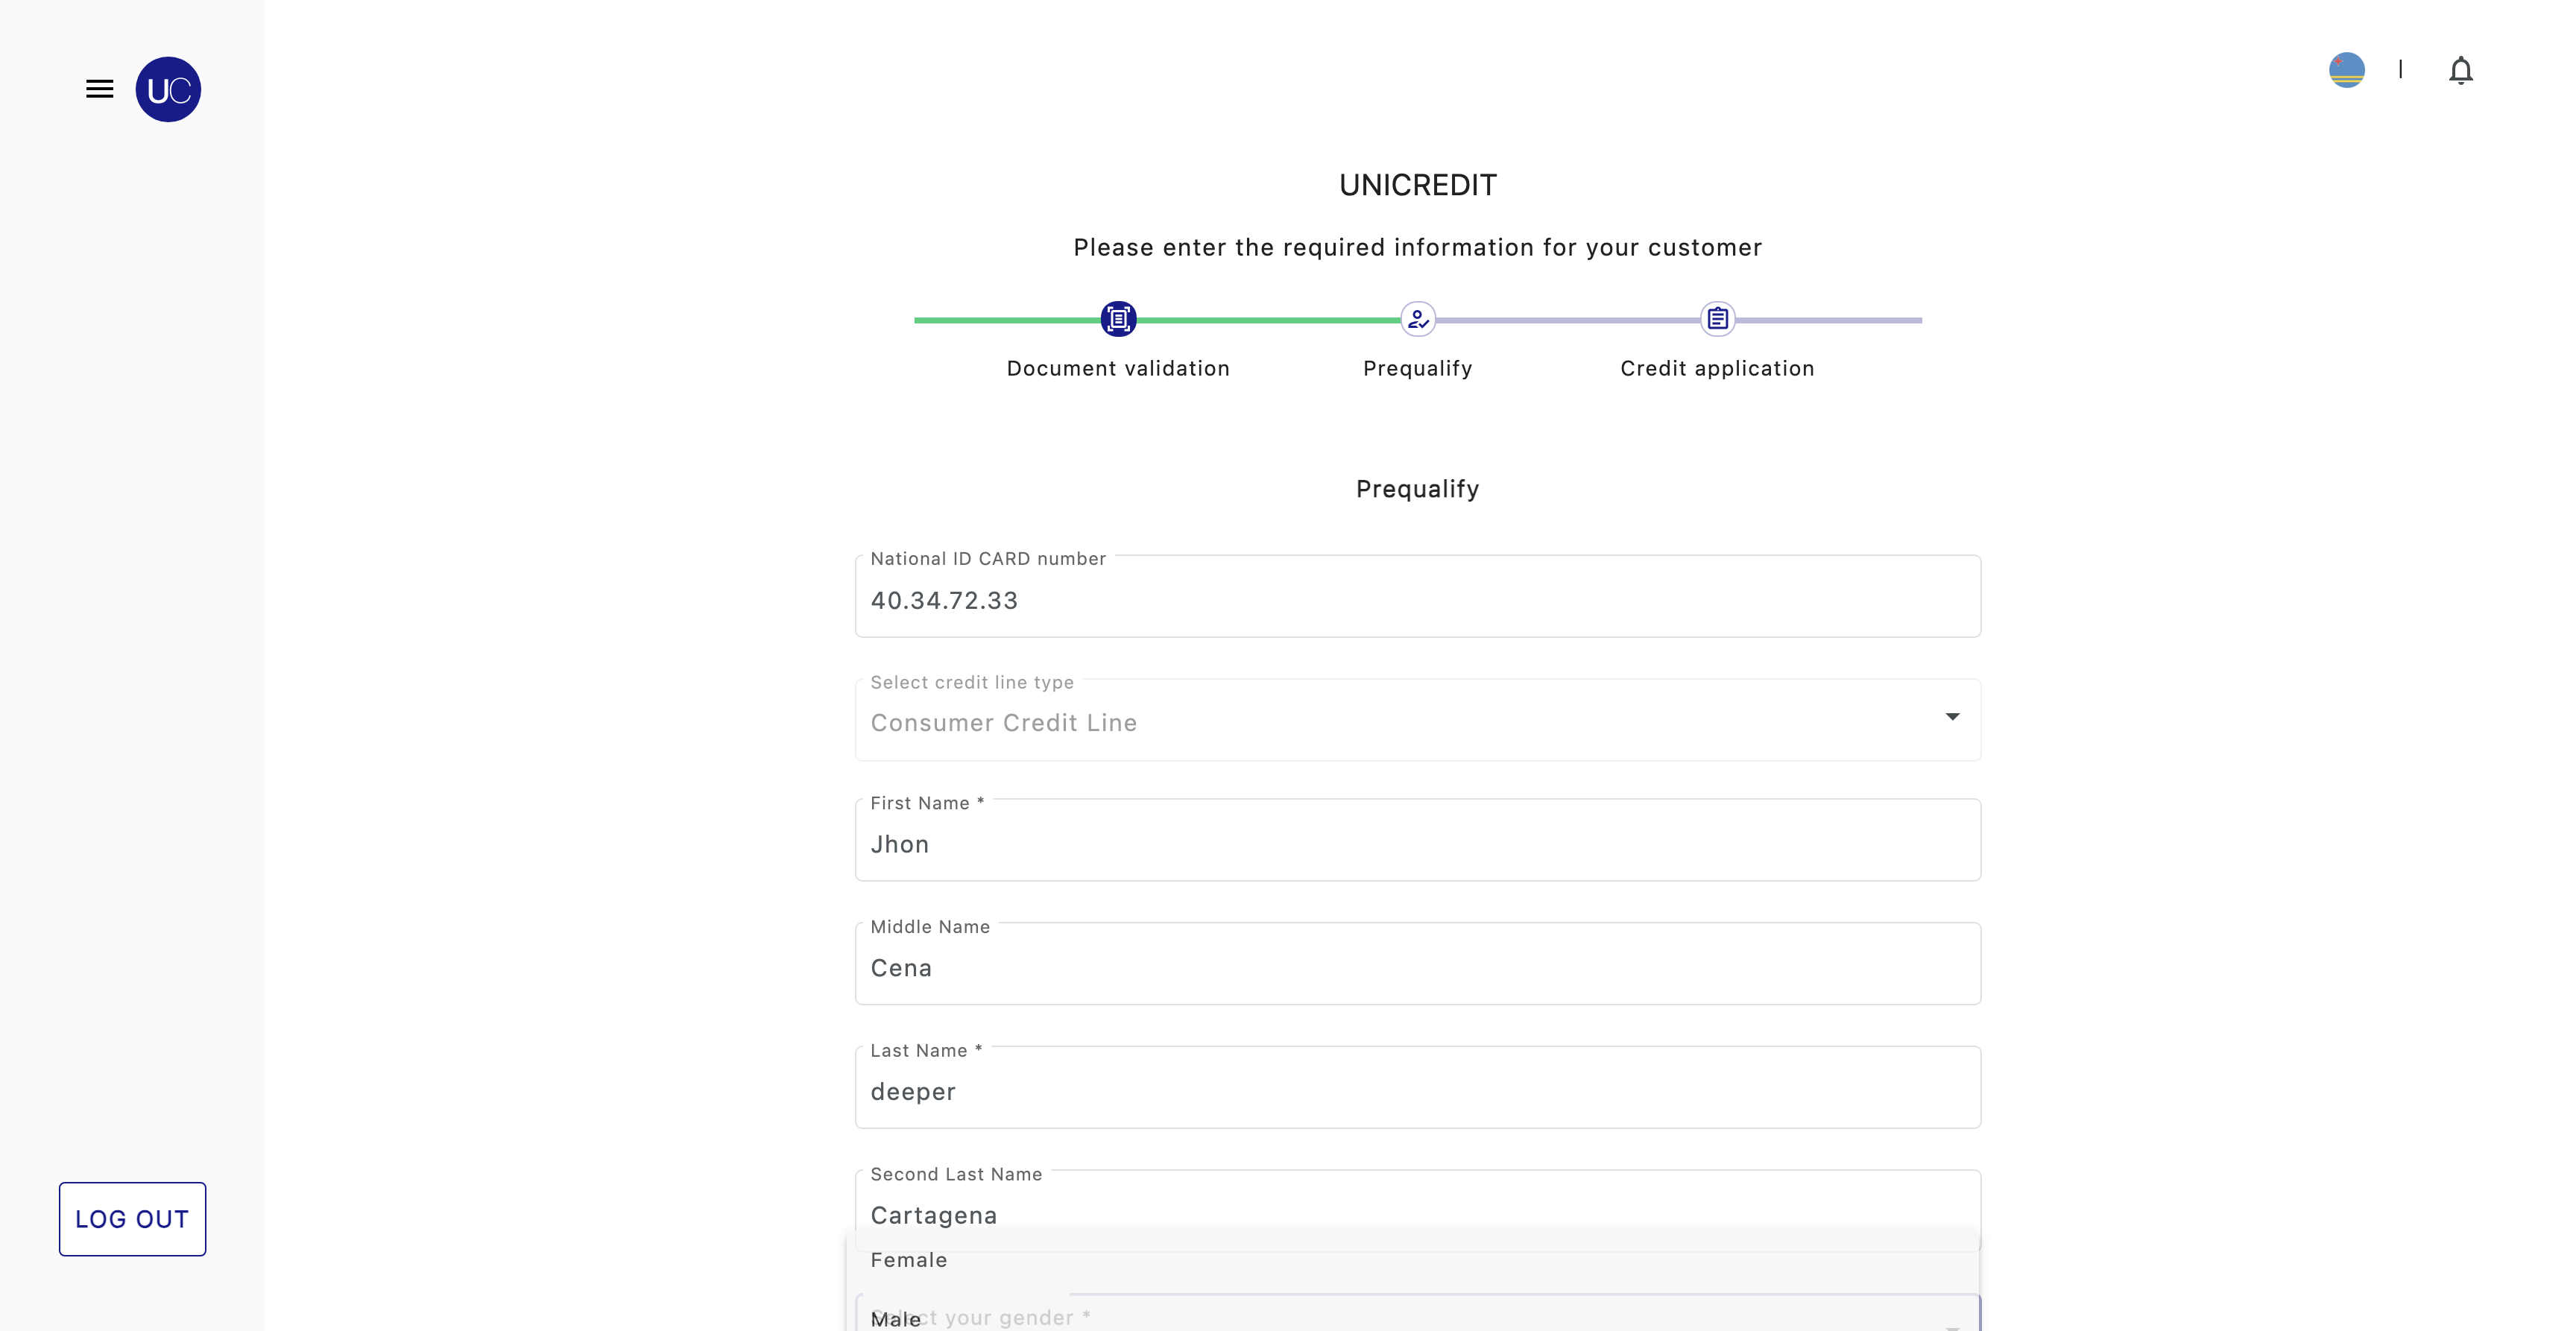 UC
UNICREDIT
Please enter the required information for your customer
Document validation
Prequalify
Credit application
Prequalify
National ID CARD number
40.34.72.33
Select credit line type
Consumer Credit Line
First Name *
Jhon
Middle Name
Cena
Last Name *
deeper
Second Last Name
Cartagena
Female
Select your gender *
Male
LOG OUT